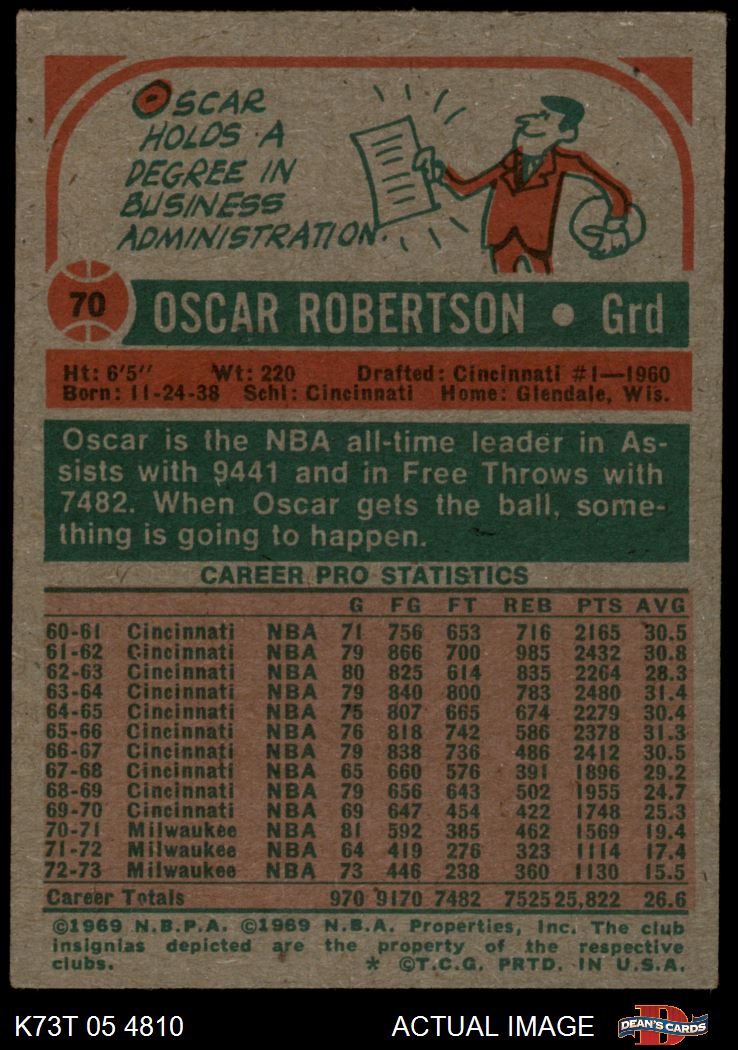 OSCAR
HOLDS A
DEGREE IN
BUSINESS
ADMINISTRATION.
70
OSCAR ROBERTSON • Grd
Ht: 6'5" Wt: 220 Drafted: Cincinnati #1—1960
Born: 11-24-38 Schl: Cincinnati Home: Glendale, Wis.
Oscar is the NBA all-time leader in As-
sists with 9441 and in Free Throws with
7482. When Oscar gets the ball, some-
thing is going to happen.
CAREER PRO STATISTICS
G FG FT REB PTS AVG
60-61 Cincinnati NBA 71 756 653 716 2165 30.5
61-62 Cincinnati NBA 79 866 700 985 2432 30.8
62-63 Cincinnati NBA 80 825 614 835 2264 28.3
63-64 Cincinnati NBA 79 840 800 783 2480 31.4
64-65 Cincinnati NBA 75 807 665 674 2279 30.4
65-66 Cincinnati NBA 76 818 742 586 2378 31.3
66-67 Cincinnati NBA 79 838 736 486 2412 30.5
67-68 Cincinnati NBA 65 660 576 391 1896 29.2
68-69 Cincinnati NBA 79 656 643 502 1955 24.7
69-70 Cincinnati NBA 69 647 454 422 1748 25.3
70-71 Milwaukee NBA 81 592 385 462 1569 19.4
71-72 Milwaukee NBA 64 419 276 323 1114 17.4
72-73 Milwaukee NBA 73 446 238 360 1130 15.5
Career Totals 970 9170 7482 7525 25,822 26.6
©1969 N.B.P.A. ©1969 N.B.A. Properties, Inc. The club
insignias depicted are the property of the respective
clubs. * ©T.C.G. PRTD. IN U.S.A.
K73T 05 4810 ACTUAL IMAGE
D
DEAN'S CARDS